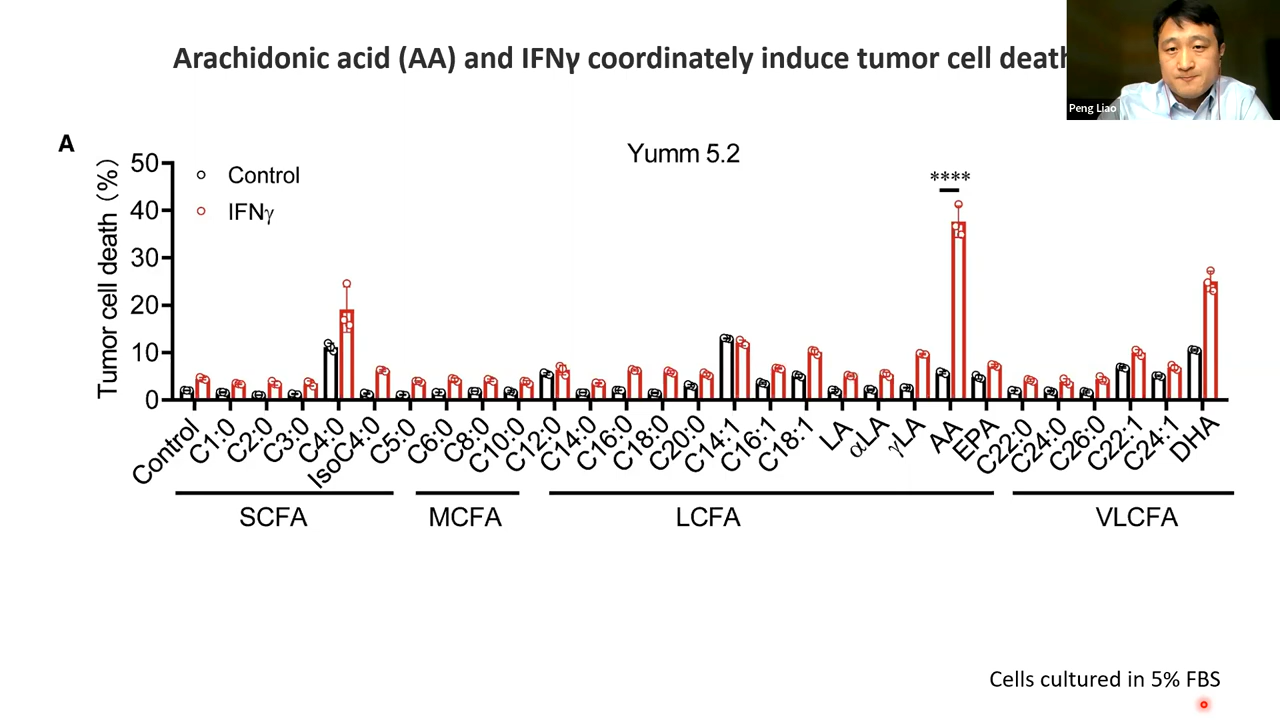 Arachidonic acid (AA) and IFNγ coordinately induce tumor cell death
Peng Liao
A
Yumm 5.2
Tumor cell death (%)
50
40
30
20
10
0
Control
IFNγ
****
Control
C1:0
C2:0
C3:0
C4:0
IsoC4:0
C5:0
C6:0
C8:0
C10:0
C12:0
C14:0
C16:0
C18:0
C20:0
C14:1
C16:1
C18:1
LA
αLA
γLA
AA
EPA
C22:0
C24:0
C26:0
C22:1
C24:1
DHA
SCFA
MCFA
LCFA
VLCFA
Cells cultured in 5% FBS